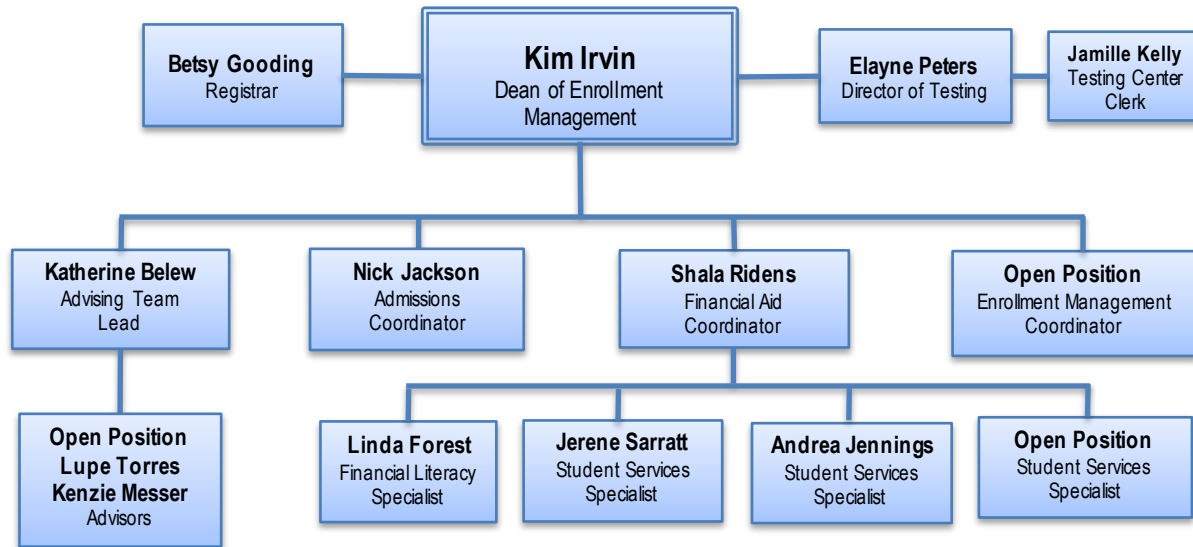 Betsy Gooding
Registrar
Kim Irvin
Dean of Enrollment
Management
Elayne Peters
Director of Testing
Jamille Kelly
Testing Center
Clerk
Katherine Belew
Advising Team
Lead
Nick Jackson
Admissions
Coordinator
Shala Ridens
Financial Aid
Coordinator
Open Position
Enrollment Management
Coordinator
Open Position
Lupe Torres
Kenzie Messer
Advisors
Linda Forest
Financial Literacy
Specialist
Jerene Sarratt
Student Services
Specialist
Andrea Jennings
Student Services
Specialist
Open Position
Student Services
Specialist